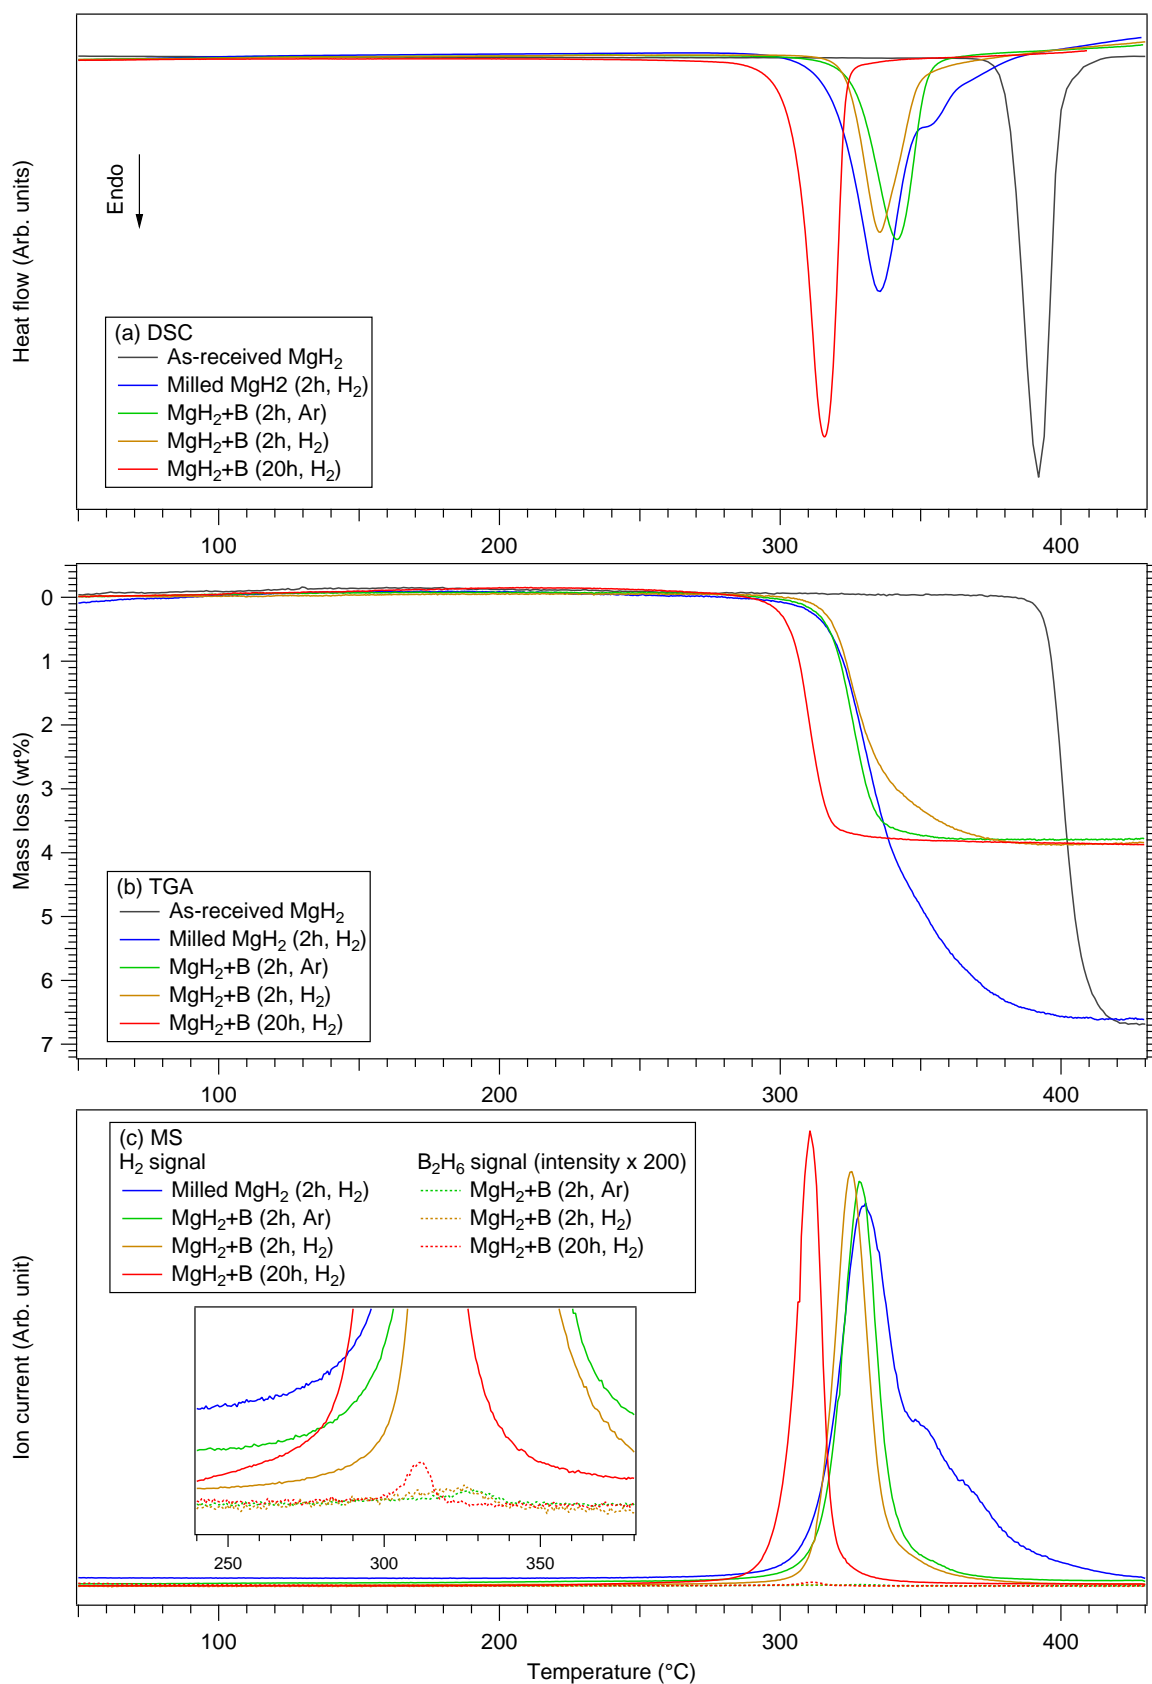 Heat flow (Arb. units)
Endo
(a) DSC
As-received MgH₂
Milled MgH2 (2h, H₂)
MgH₂+B (2h, Ar)
MgH₂+B (2h, H₂)
MgH₂+B (20h, H₂)
100 200 300 400
Mass loss (wt%)
0
1
2
3
4
5
6
7
(b) TGA
As-received MgH₂
Milled MgH₂ (2h, H₂)
MgH₂+B (2h, Ar)
MgH₂+B (2h, H₂)
MgH₂+B (20h, H₂)
100 200 300 400
Ion current (Arb. unit)
(c) MS
H₂ signal
Milled MgH₂ (2h, H₂)
MgH₂+B (2h, Ar)
MgH₂+B (2h, H₂)
MgH₂+B (20h, H₂)
B₂H₆ signal (intensity x 200)
MgH₂+B (2h, Ar)
MgH₂+B (2h, H₂)
MgH₂+B (20h, H₂)
250 300 350
100 200 300 400
Temperature (°C)